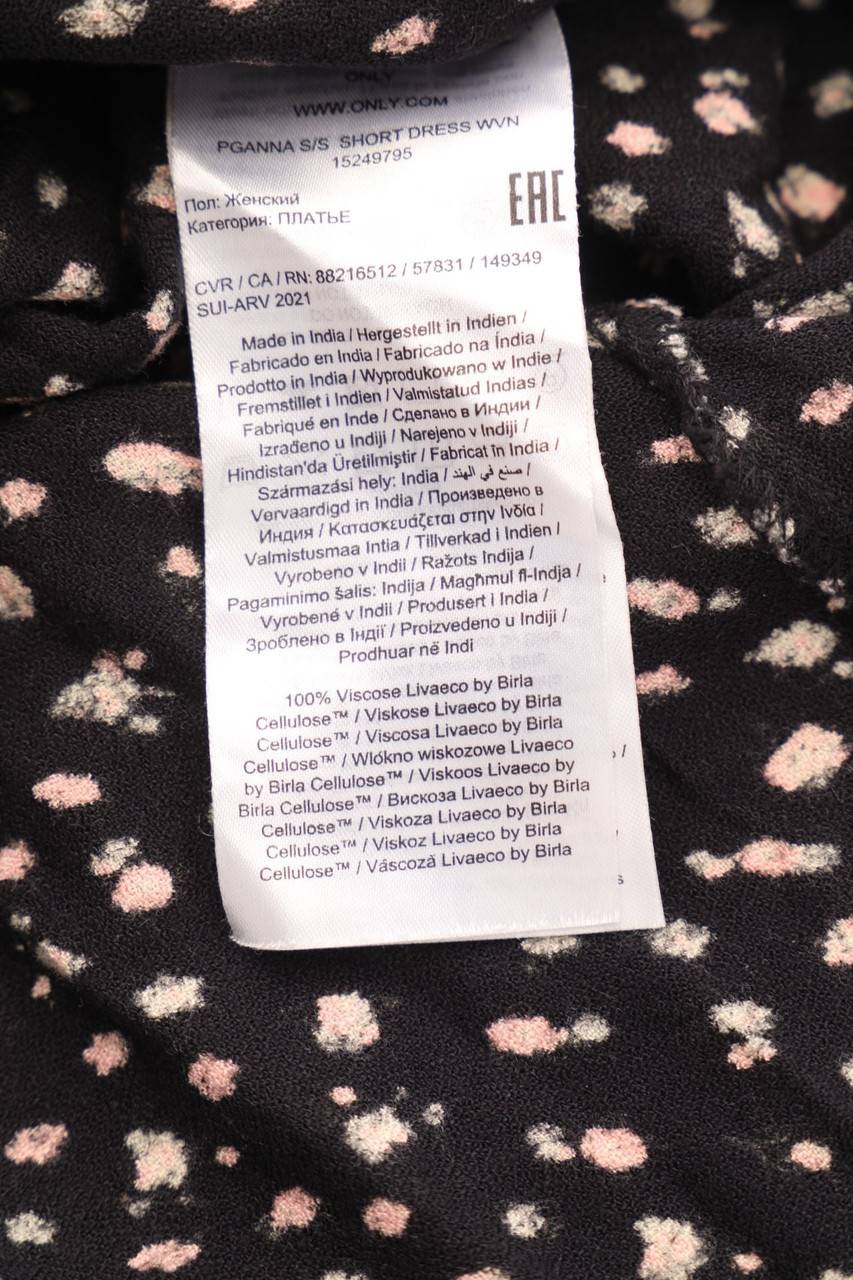 ONLY
WWW.ONLY.COM
PGANNA S/S SHORT DRESS WVN
15249795
EAC
Пол: Женский
Категория: ПЛАТЬЕ
CVR / CA / RN: 88216512 / 57831 / 149349
SUI-ARV 2021
Made in India / Hergestellt in Indien /
Fabricado en India / Fabricado na Índia /
Prodotto in India / Wyprodukowano w Indie /
Fremstillet i Indien / Valmistatud Indias /
Fabriqué en Inde / Сделано в Индии /
Izrađeno u Indiji / Narejeno v Indiji /
Hindistan'da Üretilmiştir / Fabricat în India /
Származási hely: India / صنع في الهند /
Vervaardigd in India / Произведено в
Индия / Κατασκευάζεται στην Ινδία /
Valmistusmaa Intia / Tillverkad i Indien /
Vyrobeno v Indii / Ražots Indija /
Pagaminimo šalis: Indija / Magħmul fl-Indja /
Vyrobené v Indii / Produsert i India /
Зроблено в Індії / Proizvedeno u Indiji /
Prodhuar në Indi
100% Viscose Livaeco by Birla
Cellulose™ / Viskose Livaeco by Birla
Cellulose™ / Viscosa Livaeco by Birla
Cellulose™ / Wlókno wiskozowe Livaeco
by Birla Cellulose™ / Viskoos Livaeco by
Birla Cellulose™ / Вискоза Livaeco by Birla
Cellulose™ / Viskoza Livaeco by Birla
Cellulose™ / Viskoz Livaeco by Birla
Cellulose™ / Vâscoză Livaeco by Birla